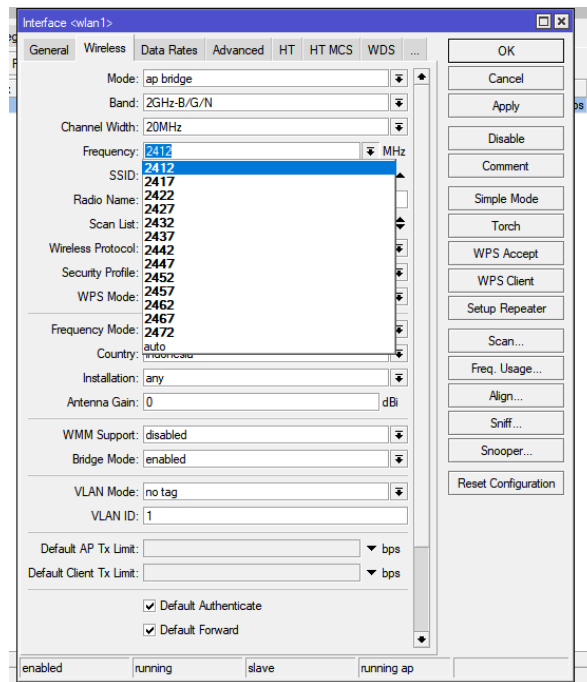 Interface <wlan1>
General Wireless Data Rates Advanced HT HT MCS WDS ...
Mode: ap bridge
Band: 2GHz-B/G/N
Channel Width: 20MHz
Frequency: 2412 MHz
2412
2417
2422
2427
2432
2437
2442
2447
2452
2457
2462
2467
2472
auto
SSID:
Radio Name:
Scan List:
Wireless Protocol:
Security Profile:
WPS Mode:
Frequency Mode:
Country: indonesia
Installation: any
Antenna Gain: 0 dBi
WMM Support: disabled
Bridge Mode: enabled
VLAN Mode: no tag
VLAN ID: 1
Default AP Tx Limit: bps
Default Client Tx Limit: bps
Default Authenticate
Default Forward
OK
Cancel
Apply
Disable
Comment
Simple Mode
Torch
WPS Accept
WPS Client
Setup Repeater
Scan...
Freq. Usage...
Align...
Sniff...
Snooper...
Reset Configuration
enabled running slave running ap